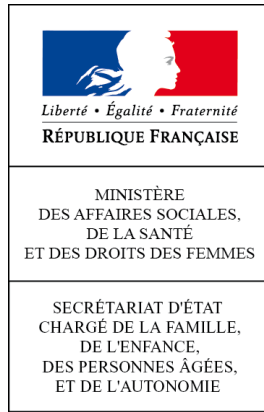 Liberté • Égalité • Fraternité
RÉPUBLIQUE FRANÇAISE
MINISTÈRE
DES AFFAIRES SOCIALES,
DE LA SANTÉ
ET DES DROITS DES FEMMES
SECRÉTARIAT D'ÉTAT
CHARGÉ DE LA FAMILLE,
DE L'ENFANCE,
DES PERSONNES ÂGÉES,
ET DE L'AUTONOMIE